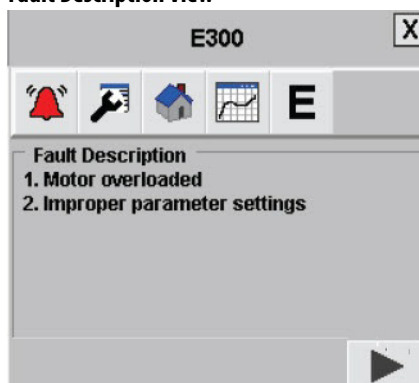 Fault Description View
E300
X
E
Fault Description
1. Motor overloaded
2. Improper parameter settings